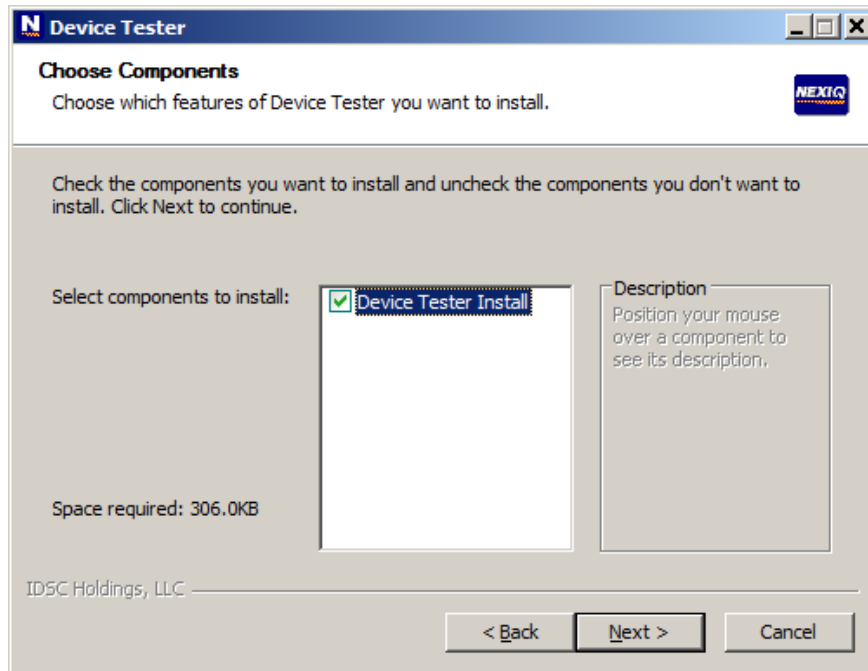 N Device Tester
Choose Components
Choose which features of Device Tester you want to install.
NEXIQ
Check the components you want to install and uncheck the components you don't want to
install. Click Next to continue.
Select components to install:
Device Tester Install
Description
Position your mouse
over a component to
see its description.
Space required: 306.0KB
IDSC Holdings, LLC
< Back
Next >
Cancel